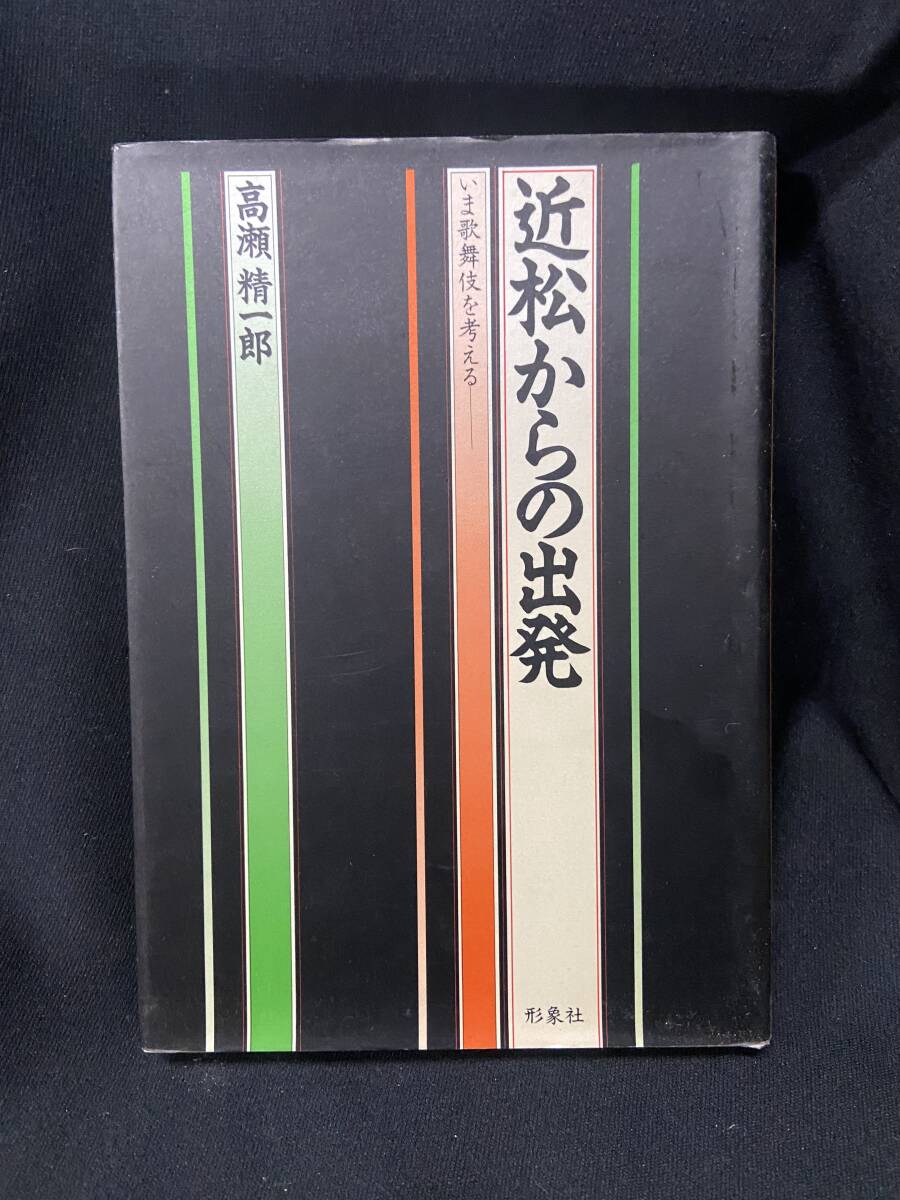 近松からの出発
形象社
いま歌舞伎を考える――
高瀬精一郎